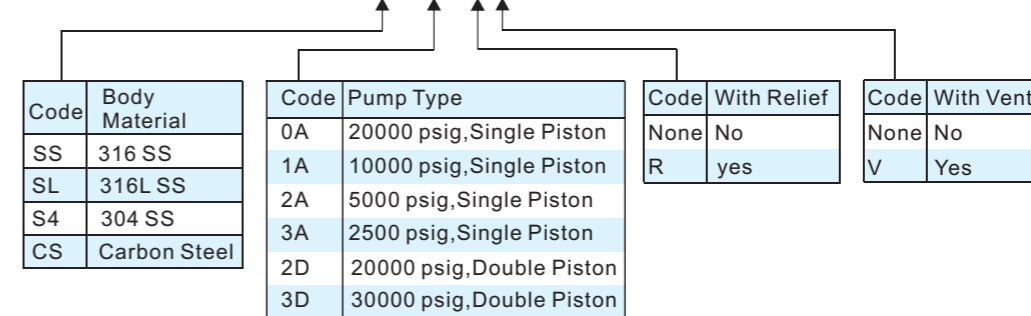 Code Body Material
SS 316 SS
SL 316L SS
S4 304 SS
CS Carbon Steel
Code Pump Type
0A 20000 psig,Single Piston
1A 10000 psig,Single Piston
2A 5000 psig,Single Piston
3A 2500 psig,Single Piston
2D 20000 psig,Double Piston
3D 30000 psig,Double Piston
Code With Relief
None No
R yes
Code With Vent
None No
V Yes